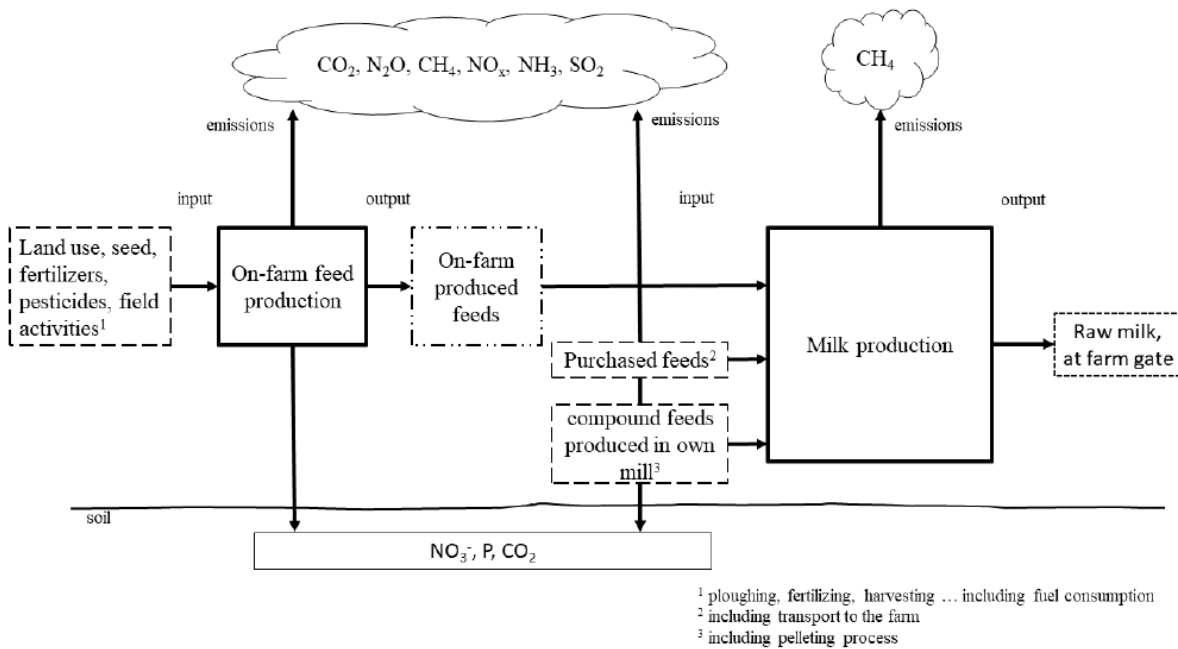 CO₂, N₂O, CH₄, NOₓ, NH₃, SO₂
CH₄
emissions
emissions
emissions
input
output
input
output
Land use, seed,
fertilizers,
pesticides, field
activities¹
On-farm feed
production
On-farm
produced
feeds
Milk production
Raw milk,
at farm gate
Purchased feeds²
compound feeds
produced in own
mill³
soil
NO₃⁻, P, CO₂
¹ ploughing, fertilizing, harvesting … including fuel consumption
² including transport to the farm
³ including pelleting process